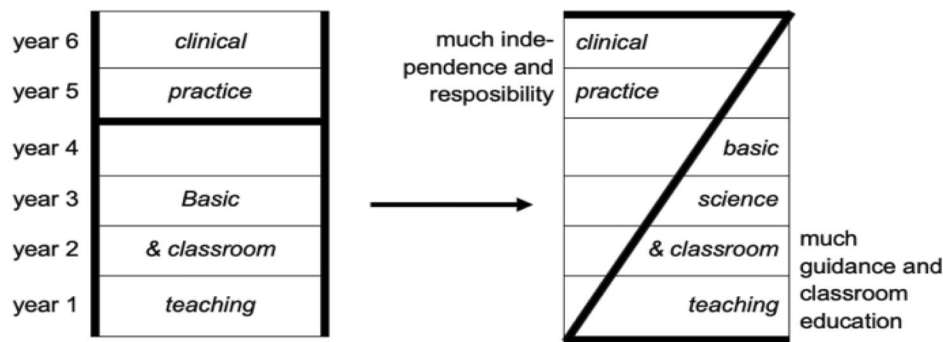 year 6
clinical
year 5
practice
year 4
year 3
Basic
year 2
& classroom
year 1
teaching
much inde-
pendence and
resposibility
clinical
practice
basic
science
& classroom
teaching
much
guidance and
classroom
education